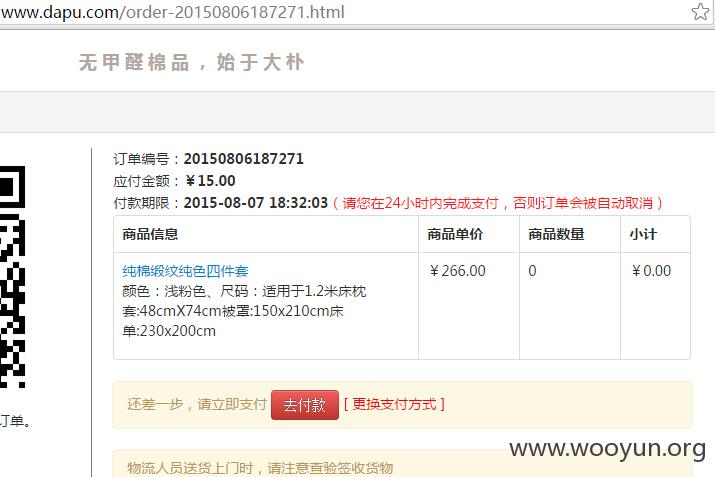 www.dapu.com/order-20150806187271.html
无甲醛棉品，始于大朴
订单编号：20150806187271
应付金额：￥15.00
付款期限：2015-08-07 18:32:03（请您在24小时内完成支付，否则订单会被自动取消）
商品信息 商品单价 商品数量 小计
纯棉缎纹纯色四件套 ￥266.00 0 ￥0.00
颜色：浅粉色、尺码：适用于1.2米床枕
套:48cmX74cm被罩:150x210cm床
单:230x200cm
还差一步，请立即支付 去付款 [ 更换支付方式 ]
订单。
www.wooyun.org
物流人员送货上门时，请注意查验签收货物